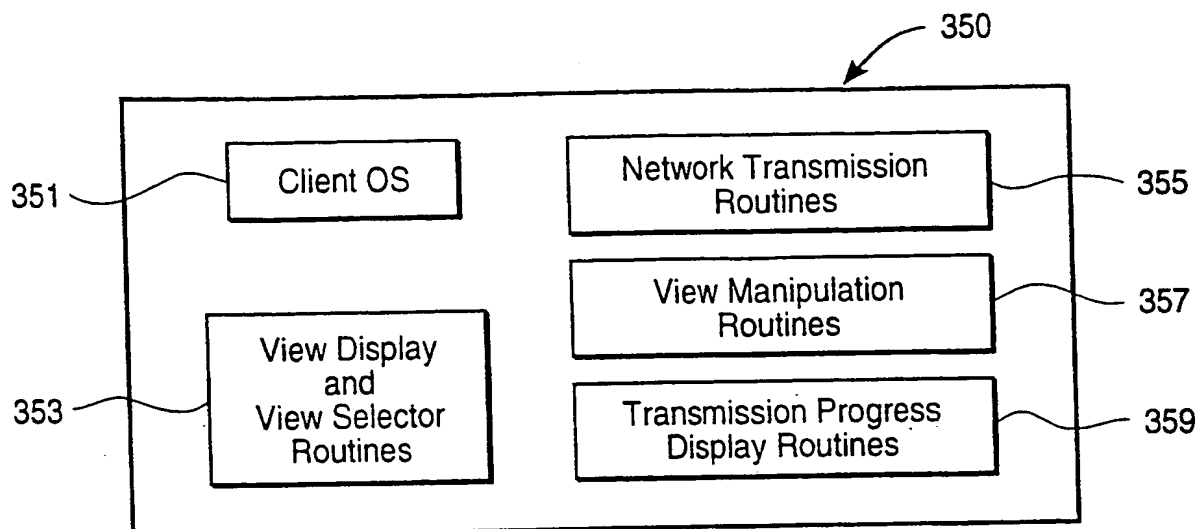 350
351
Client OS
Network Transmission
Routines
355
View Manipulation
Routines
357
353
View Display
and
View Selector
Routines
Transmission Progress
Display Routines
359